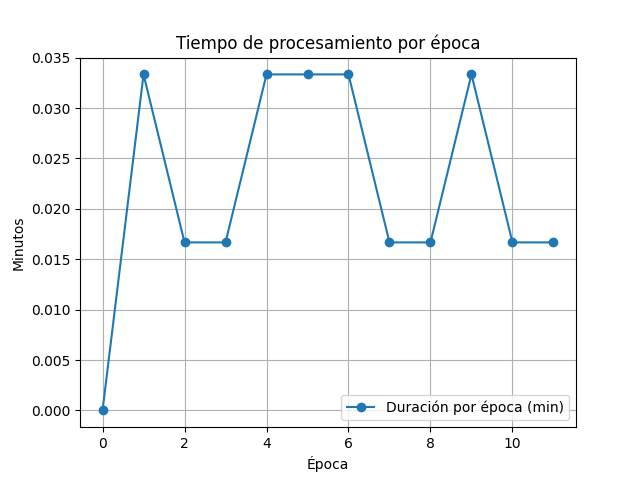 Tiempo de procesamiento por época
0.035
0.030
0.025
0.020
0.015
0.010
0.005
0.000
Minutos
Duración por época (min)
0 2 4 6 8 10
Época